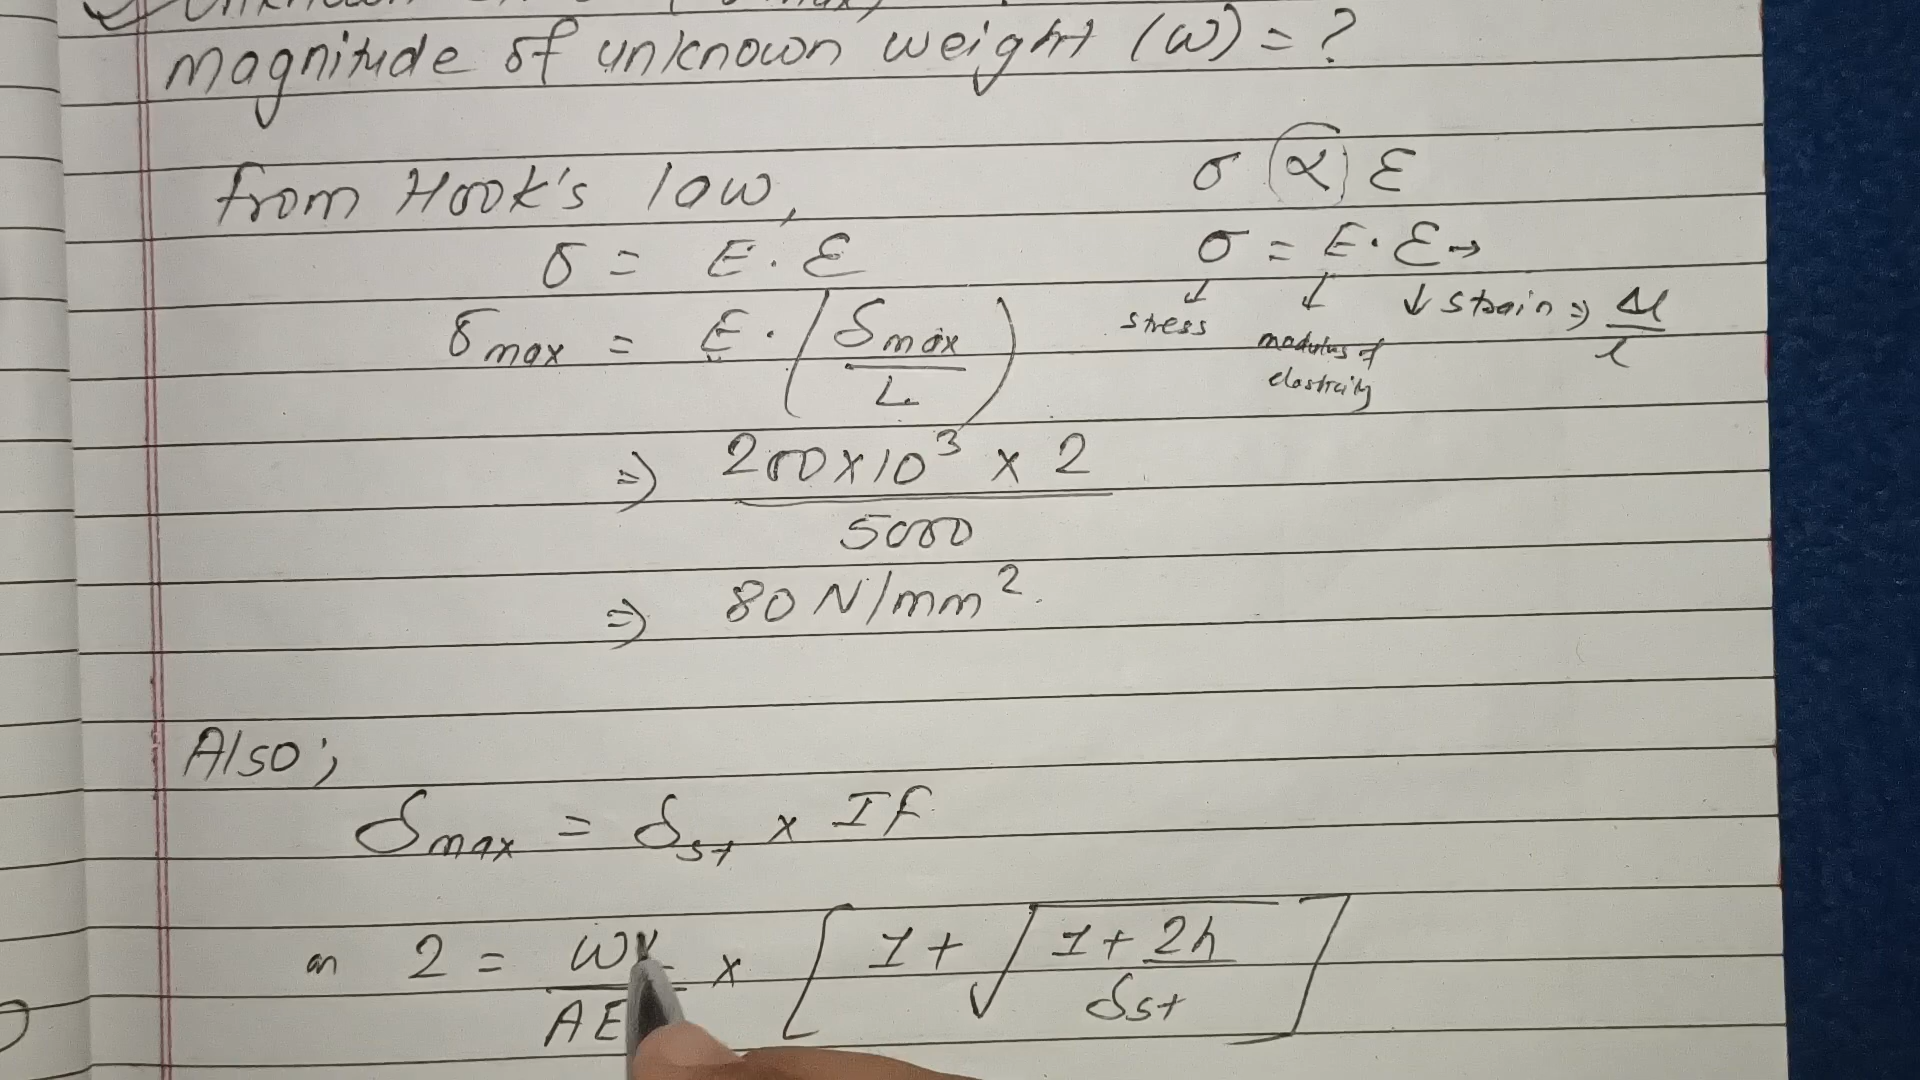 unknown
magnitude of unknown weight (W) = ?
from Hook's law,
σ = E . ε
σmax = E . (δmax / L)
⇒ 200×10³ × 2 / 5000
⇒ 80 N/mm².
σ ∝ ε
σ = E . ε →
↓ stress
↓ modulus of elasticity
↓ strain ⇒ Δl / l
Also;
δmax = δst × IF
or 2 = W / AE × [1 + √1 + 2h / δst]